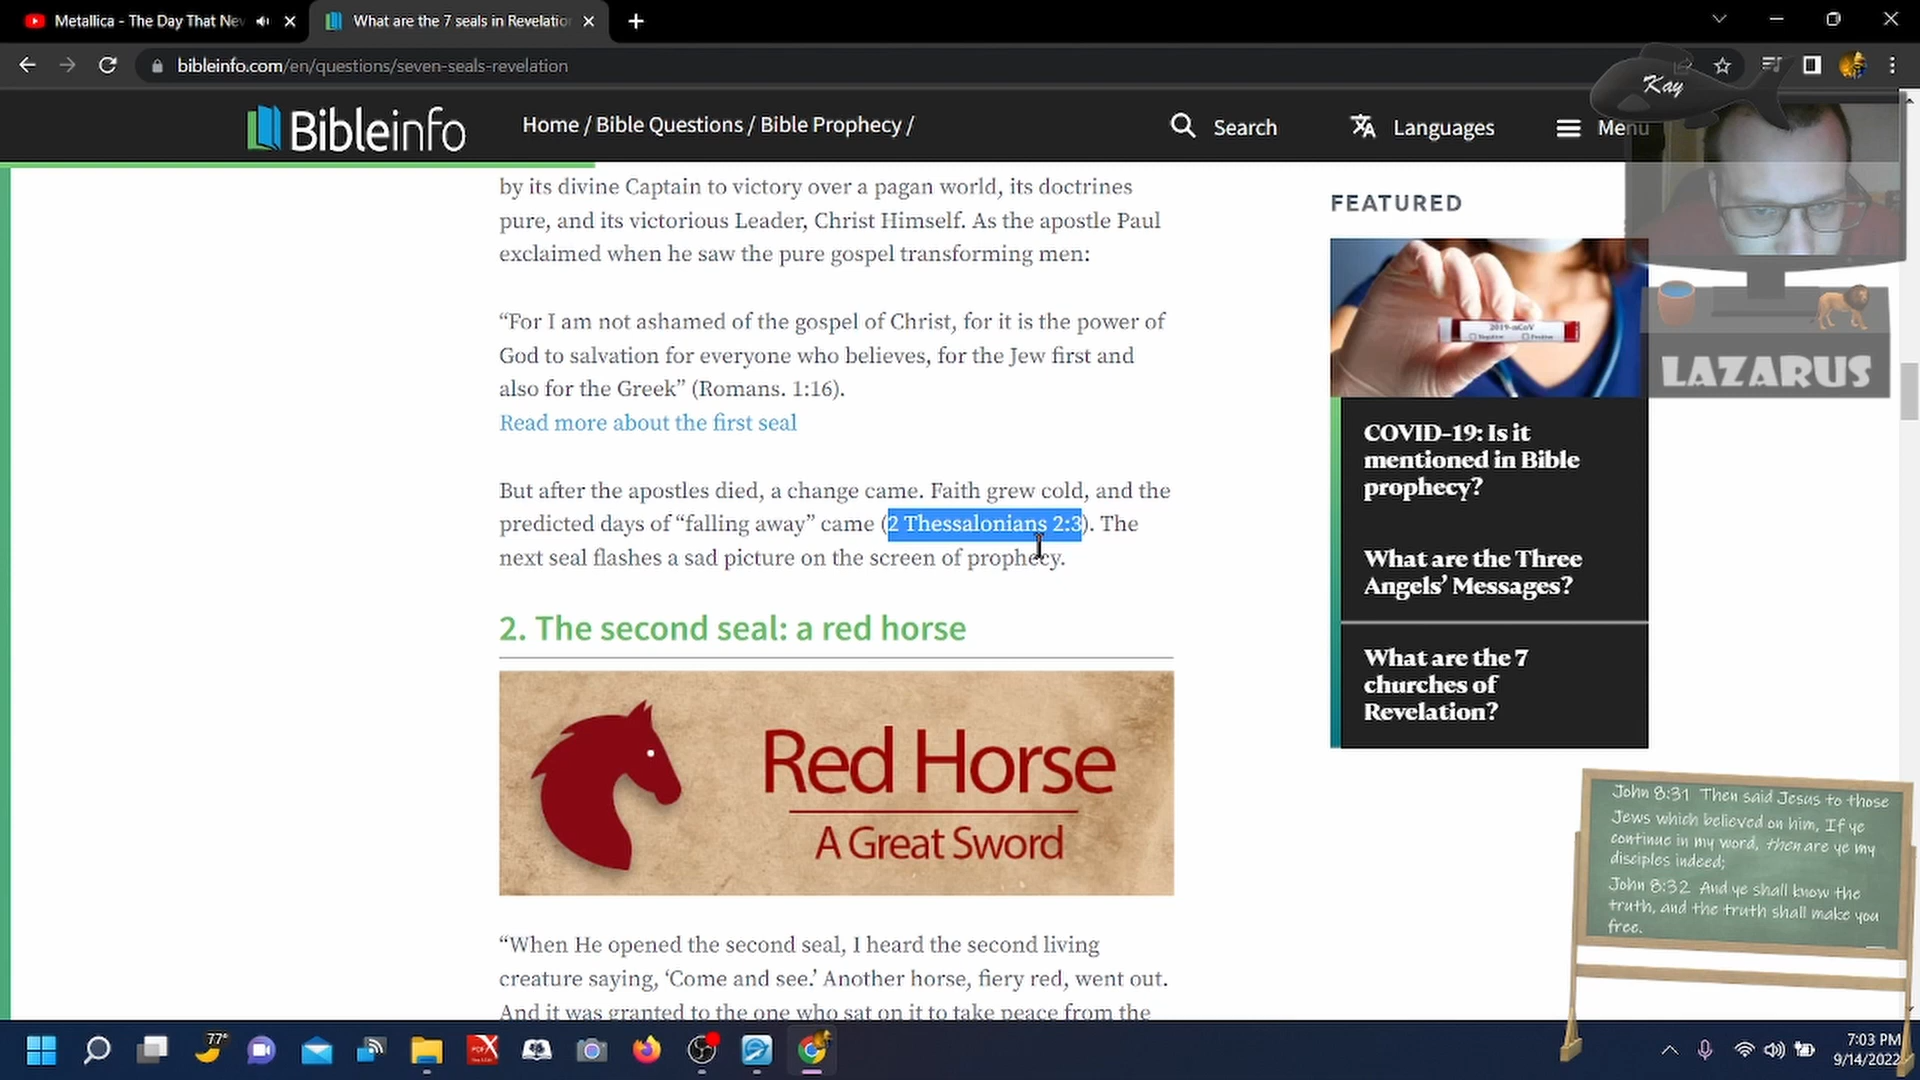 Metallica - The Day That Nev
What are the 7 seals in Revelation
bibleinfo.com/en/questions/seven-seals-revelation
Kay
Bibleinfo
Home / Bible Questions / Bible Prophecy /
Search
Languages
Menu
by its divine Captain to victory over a pagan world, its doctrines
pure, and its victorious Leader, Christ Himself. As the apostle Paul
exclaimed when he saw the pure gospel transforming men:
“For I am not ashamed of the gospel of Christ, for it is the power of
God to salvation for everyone who believes, for the Jew first and
also for the Greek” (Romans. 1:16).
Read more about the first seal
But after the apostles died, a change came. Faith grew cold, and the
predicted days of “falling away” came (2 Thessalonians 2:3). The
next seal flashes a sad picture on the screen of prophecy.
2. The second seal: a red horse
Red Horse
A Great Sword
“When He opened the second seal, I heard the second living
creature saying, ‘Come and see.’ Another horse, fiery red, went out.
And it was granted to the one who sat on it to take peace from the
FEATURED
2019-nCoV
Negative Positive
LAZARUS
COVID-19: Is it
mentioned in Bible
prophecy?
What are the Three
Angels’ Messages?
What are the 7
churches of
Revelation?
John 8:31 Then said Jesus to those
Jews which believed on him, If ye
continue in my word, then are ye my
disciples indeed;
John 8:32 And ye shall know the
truth, and the truth shall make you
free.
77°
7:03 PM
9/14/2022